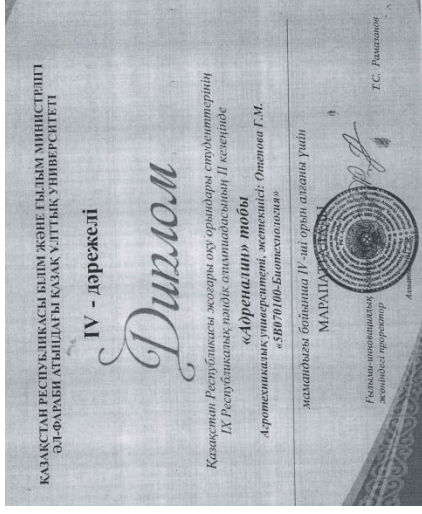 ҚАЗАҚСТАН РЕСПУБЛИКАСЫ БІЛІМ ЖӘНЕ ҒЫЛЫМ МИНИСТРЛІГІ
ӘЛ-ФАРАБИ АТЫНДАҒЫ ҚАЗАҚ ҰЛТТЫҚ УНИВЕРСИТЕТІ
IV - дәрежелі
Диплом
Қазақстан Республикасы жоғары оқу орындары студенттерінің
IX Республикалық пәндік олимпиадасының II кезеңінде
«Адреналин» тобы
Агротехникалық университеті, жетекшісі: Өтепова Г.М.
«5В070100-Биотехнология»
мамандығы бойынша IV-ші орын алғаны үшін
Ғылыми-инновациялық
жөніндегі проректор
Т.С. Рамазанов
Алматы